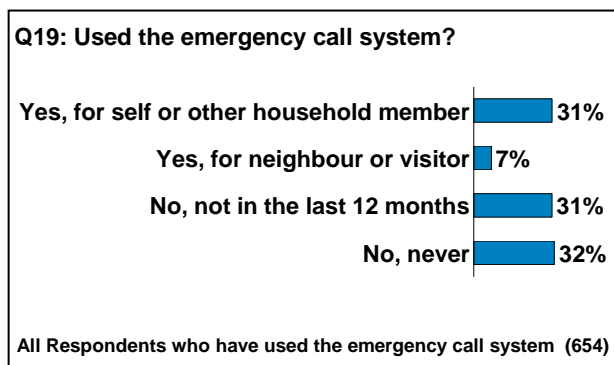 Q19: Used the emergency call system?
Yes, for self or other household member 31%
Yes, for neighbour or visitor 7%
No, not in the last 12 months 31%
No, never 32%
All Respondents who have used the emergency call system (654)